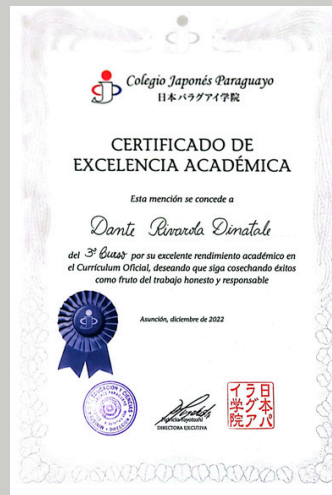 Colegio Japonés Paraguayo
日本パラグアイ学院
CERTIFICADO DE
EXCELENCIA ACADÉMICA
Esta mención se concede a
Dante Rivarola Dinatale
del 3º Curso por su excelente rendimiento académico en
el Currículum Oficial, deseando que siga cosechando éxitos
como fruto del trabajo honesto y responsable
Asunción, diciembre de 2022
DIRECTORA EJECUTIVA
日本パ
ラグア
イ学院